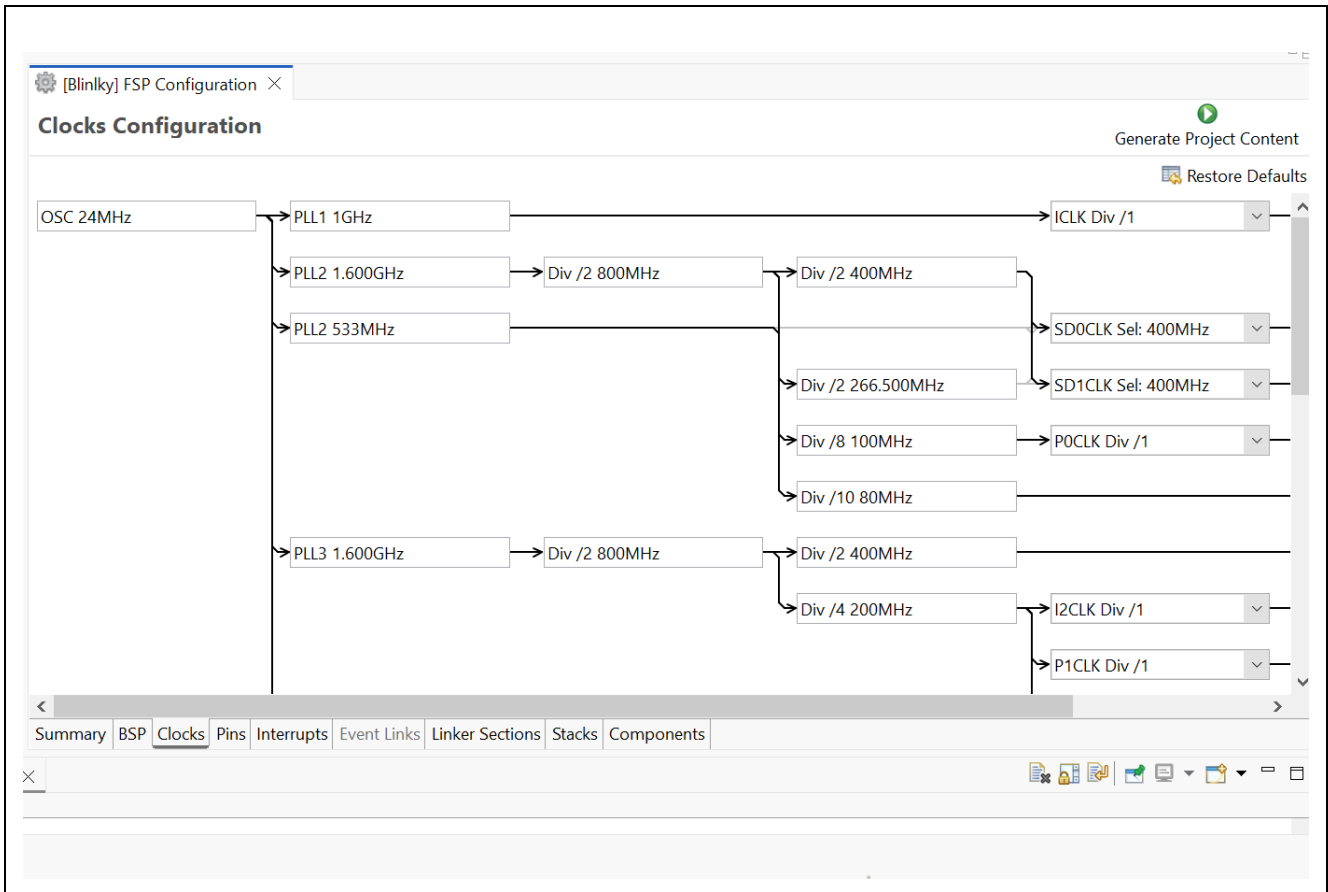 [Blinlky] FSP Configuration
Clocks Configuration
Generate Project Content
Restore Defaults
OSC 24MHz
PLL1 1GHz
ICLK Div /1
PLL2 1.600GHz
Div /2 800MHz
Div /2 400MHz
PLL2 533MHz
SD0CLK Sel: 400MHz
Div /2 266.500MHz
SD1CLK Sel: 400MHz
Div /8 100MHz
P0CLK Div /1
Div /10 80MHz
PLL3 1.600GHz
Div /2 800MHz
Div /2 400MHz
Div /4 200MHz
I2CLK Div /1
P1CLK Div /1
Summary BSP Clocks Pins Interrupts Event Links Linker Sections Stacks Components